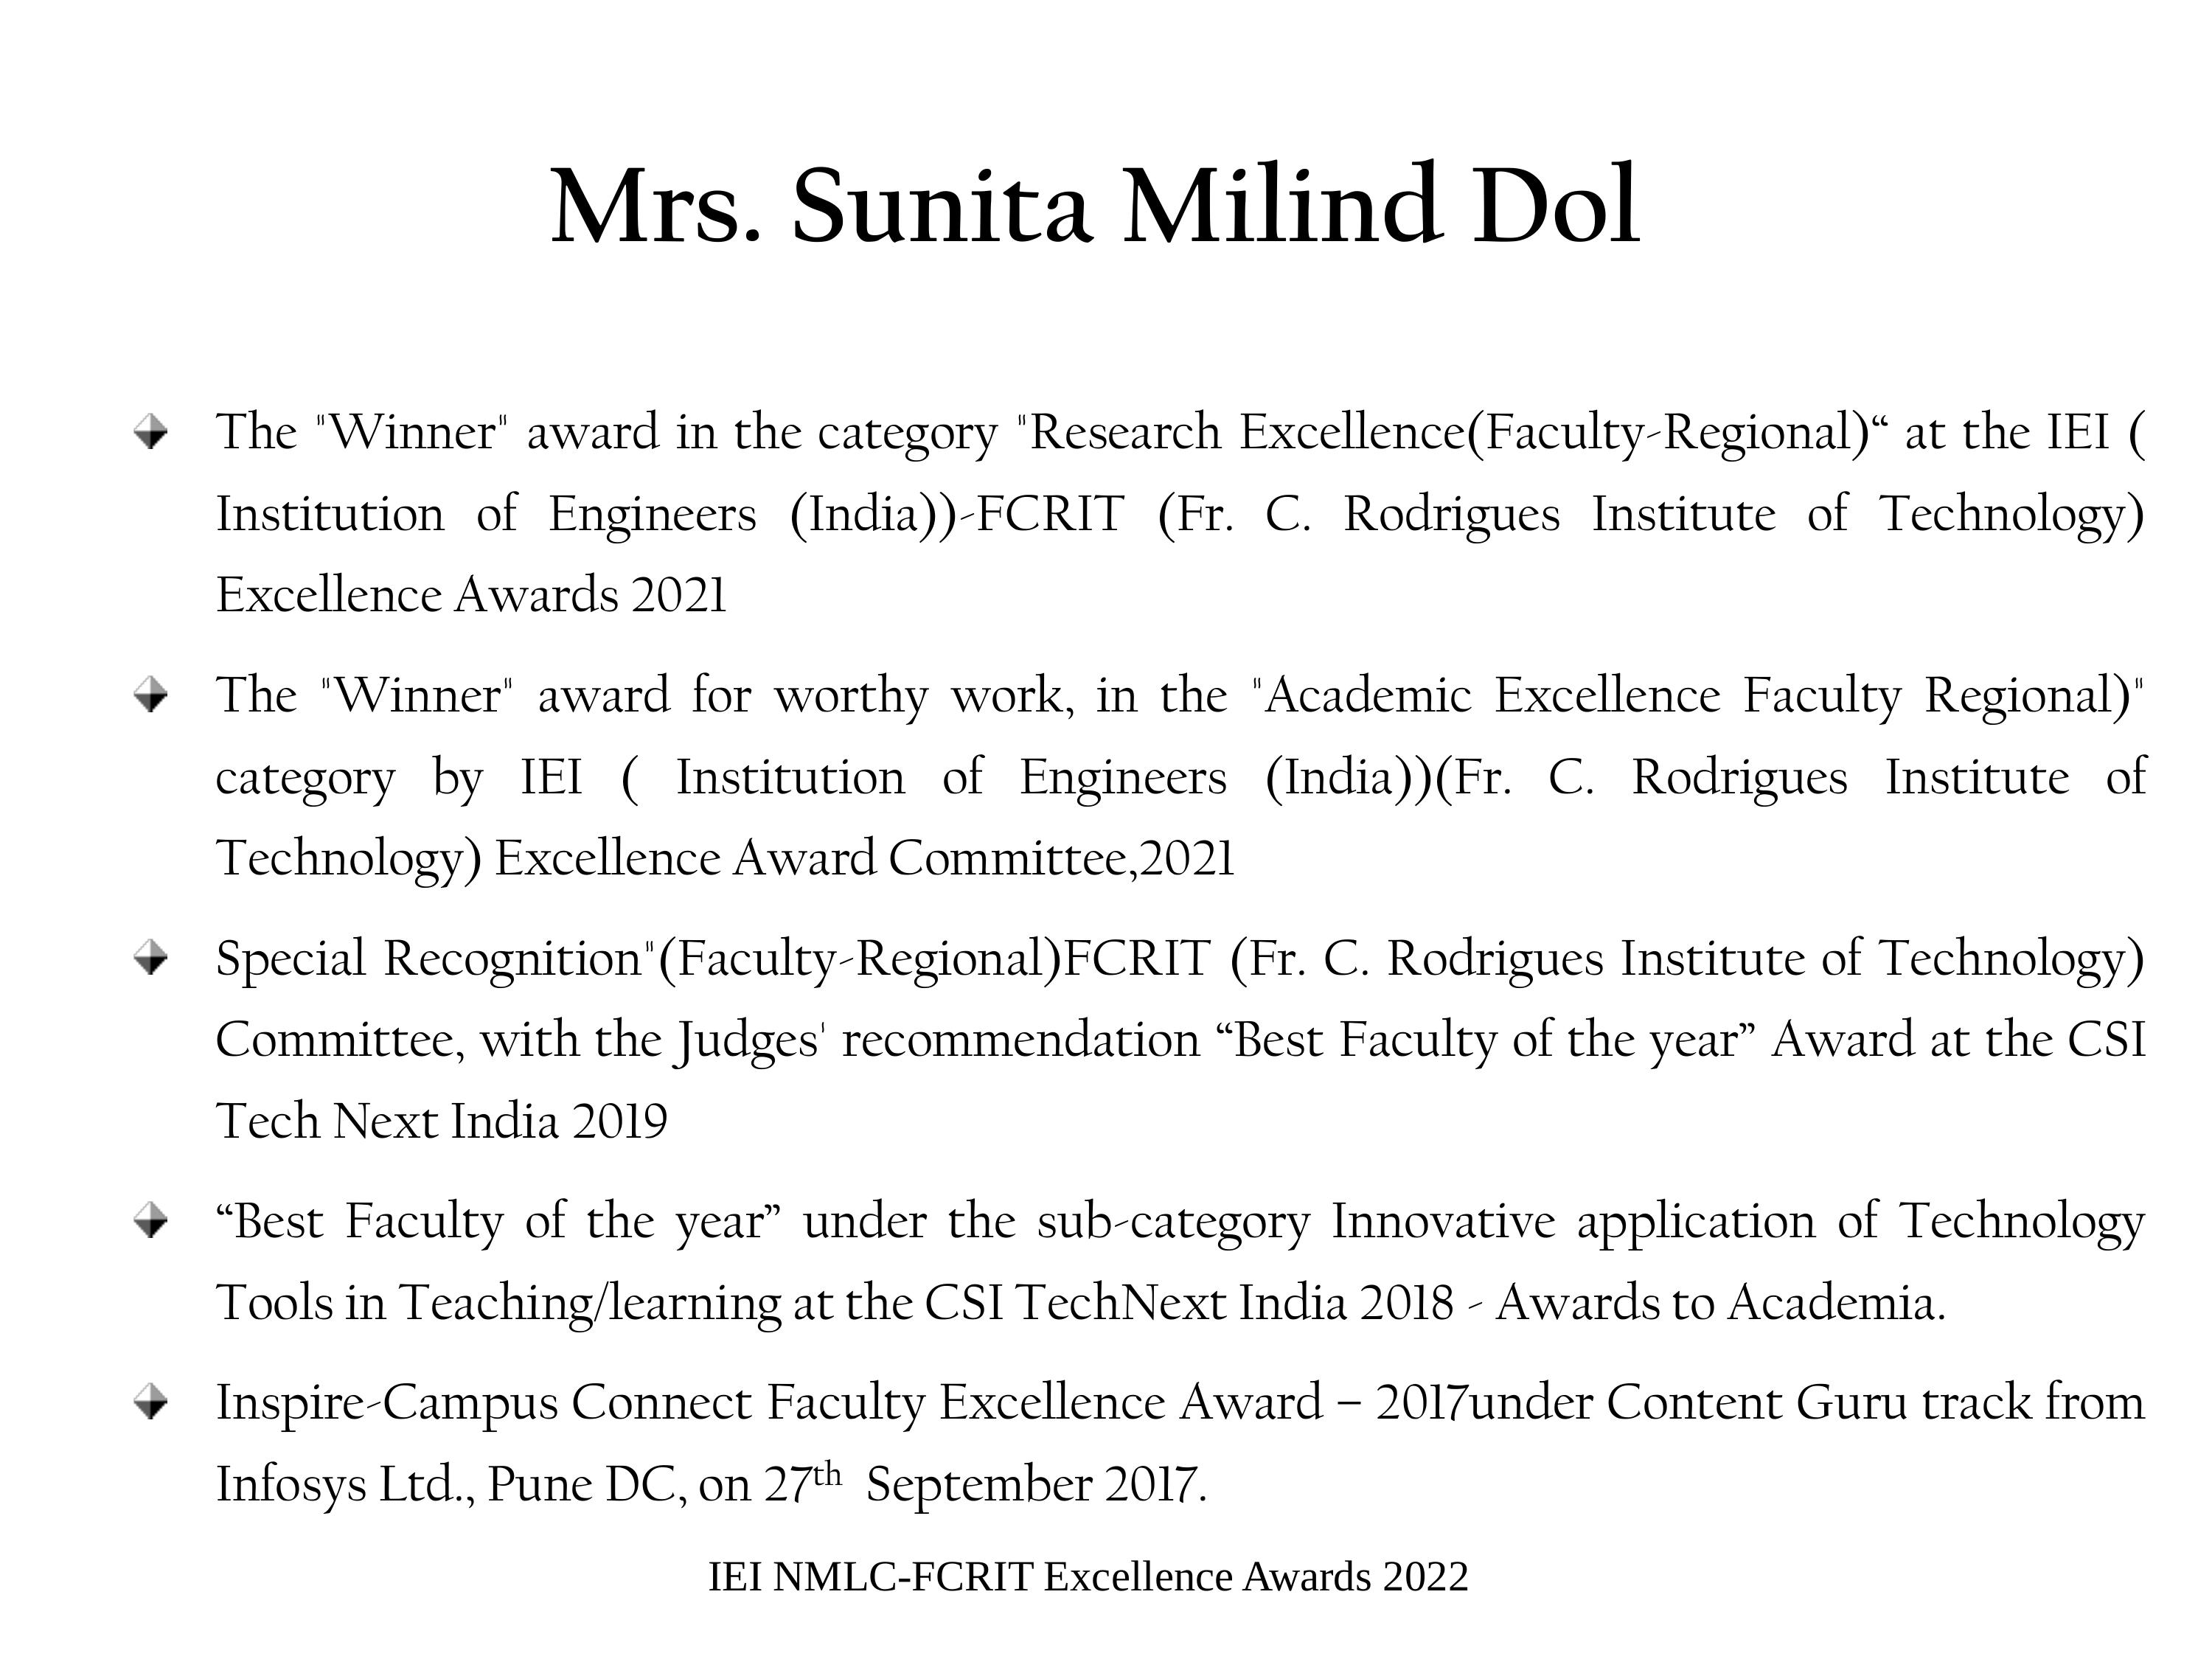 Mrs. Sunita Milind Dol
The "Winner" award in the category "Research Excellence(Faculty-Regional)“ at the IEI (
Institution of Engineers (India))-FCRIT (Fr. C. Rodrigues Institute of Technology)
Excellence Awards 2021
The "Winner" award for worthy work, in the "Academic Excellence Faculty Regional)"
category by IEI ( Institution of Engineers (India))(Fr. C. Rodrigues Institute of
Technology) Excellence Award Committee,2021
Special Recognition"(Faculty-Regional)FCRIT (Fr. C. Rodrigues Institute of Technology)
Committee, with the Judges' recommendation “Best Faculty of the year” Award at the CSI
Tech Next India 2019
“Best Faculty of the year” under the sub-category Innovative application of Technology
Tools in Teaching/learning at the CSI TechNext India 2018 - Awards to Academia.
Inspire-Campus Connect Faculty Excellence Award – 2017under Content Guru track from
Infosys Ltd., Pune DC, on 27th September 2017.
IEI NMLC-FCRIT Excellence Awards 2022